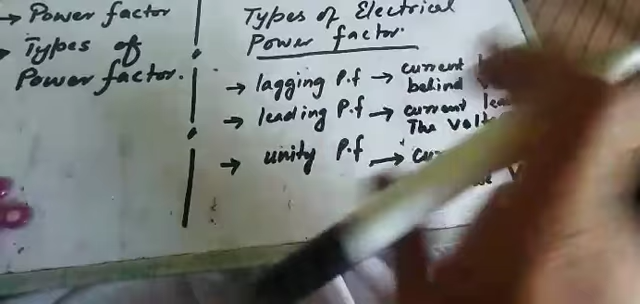 → Power factor
→ Types of
Power factor.
Types of Electrical
Power factor.
→ lagging P.f → current
behind
→ leading P.f → current lea
The Volt
→ unity P.f →